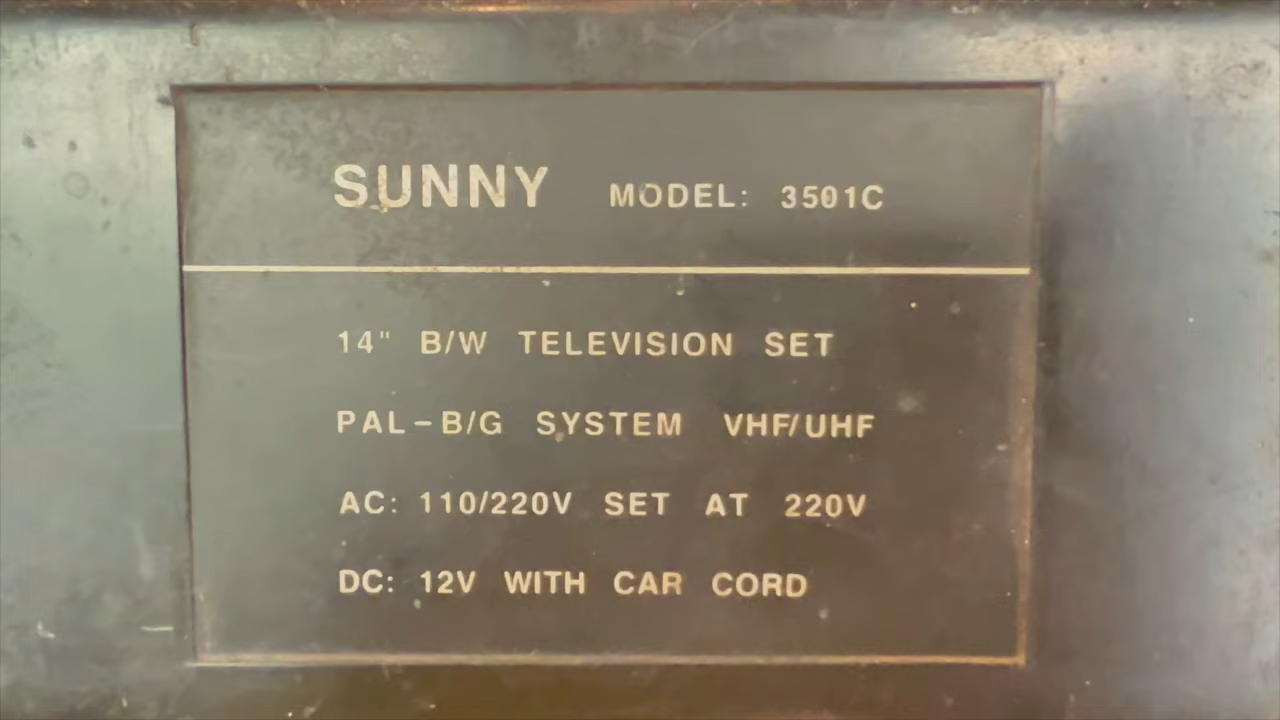 SUNNY MODEL: 3501C
14" B/W TELEVISION SET
PAL-B/G SYSTEM VHF/UHF
AC: 110/220V SET AT 220V
DC: 12V WITH CAR CORD